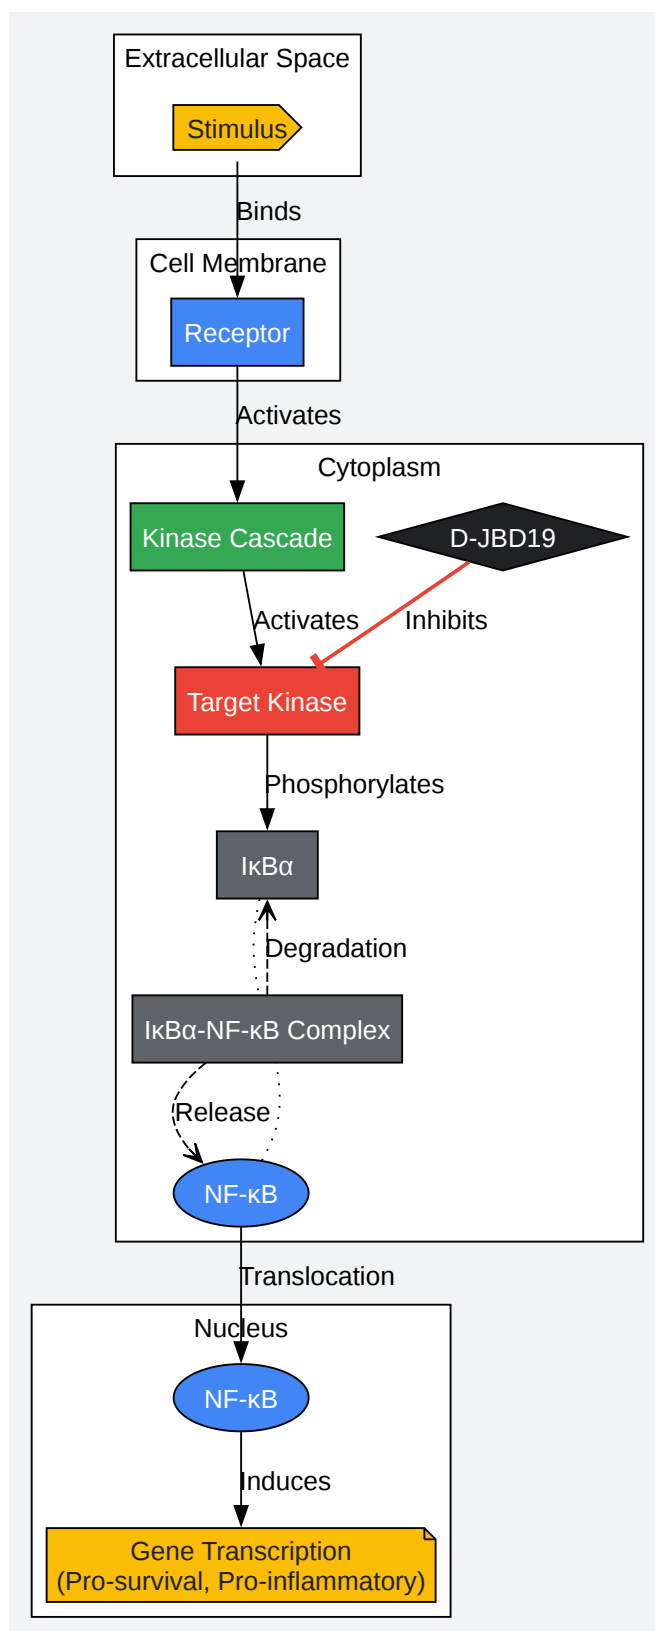 Extracellular Space
Stimulus
Binds
Cell Membrane
Receptor
Activates
Cytoplasm
Kinase Cascade
D-JBD19
Activates
Inhibits
Target Kinase
Phosphorylates
IκBα
Degradation
IκBα-NF-κB Complex
Release
NF-κB
Translocation
Nucleus
NF-κB
Induces
Gene Transcription
(Pro-survival, Pro-inflammatory)